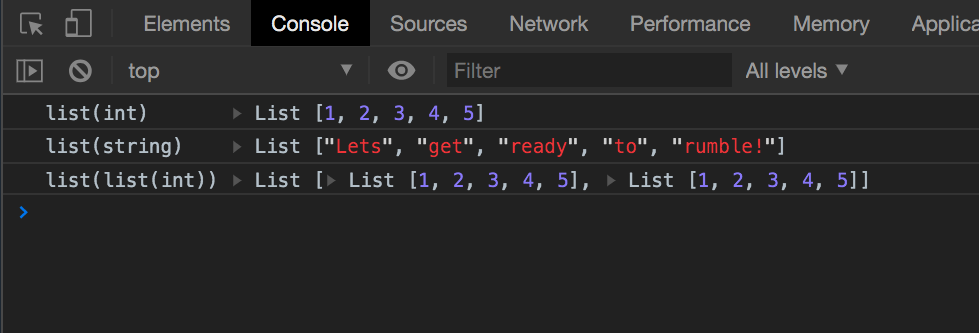 Elements Console Sources Network Performance Memory Applica
top Filter All levels
list(int) List [1, 2, 3, 4, 5]
list(string) List ["Lets", "get", "ready", "to", "rumble!"]
list(list(int)) List [ List [1, 2, 3, 4, 5], List [1, 2, 3, 4, 5]]